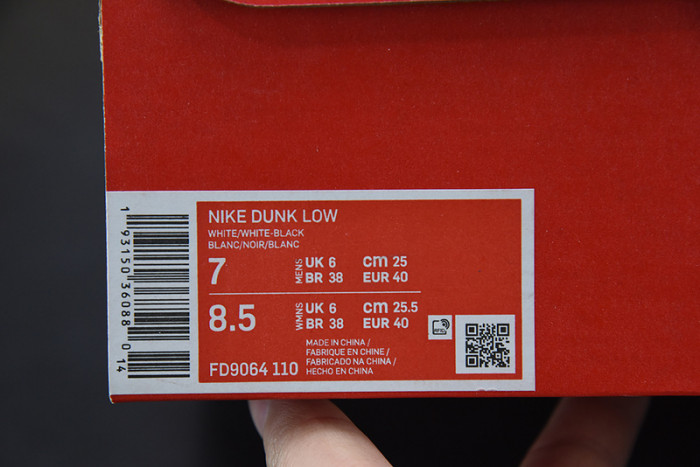 NIKE DUNK LOW
WHITE/WHITE-BLACK
BLANC/NOIR/BLANC
7 MENS UK 6 cm 25
BR 38 EUR 40
8.5 WMNS UK 6 cm 25.5
BR 38 EUR 40
FD9064 110
MADE IN CHINA /
FABRIQUE EN CHINE /
FABRICADO NA CHINA /
HECHO EN CHINA
1 93150 36088 0 14